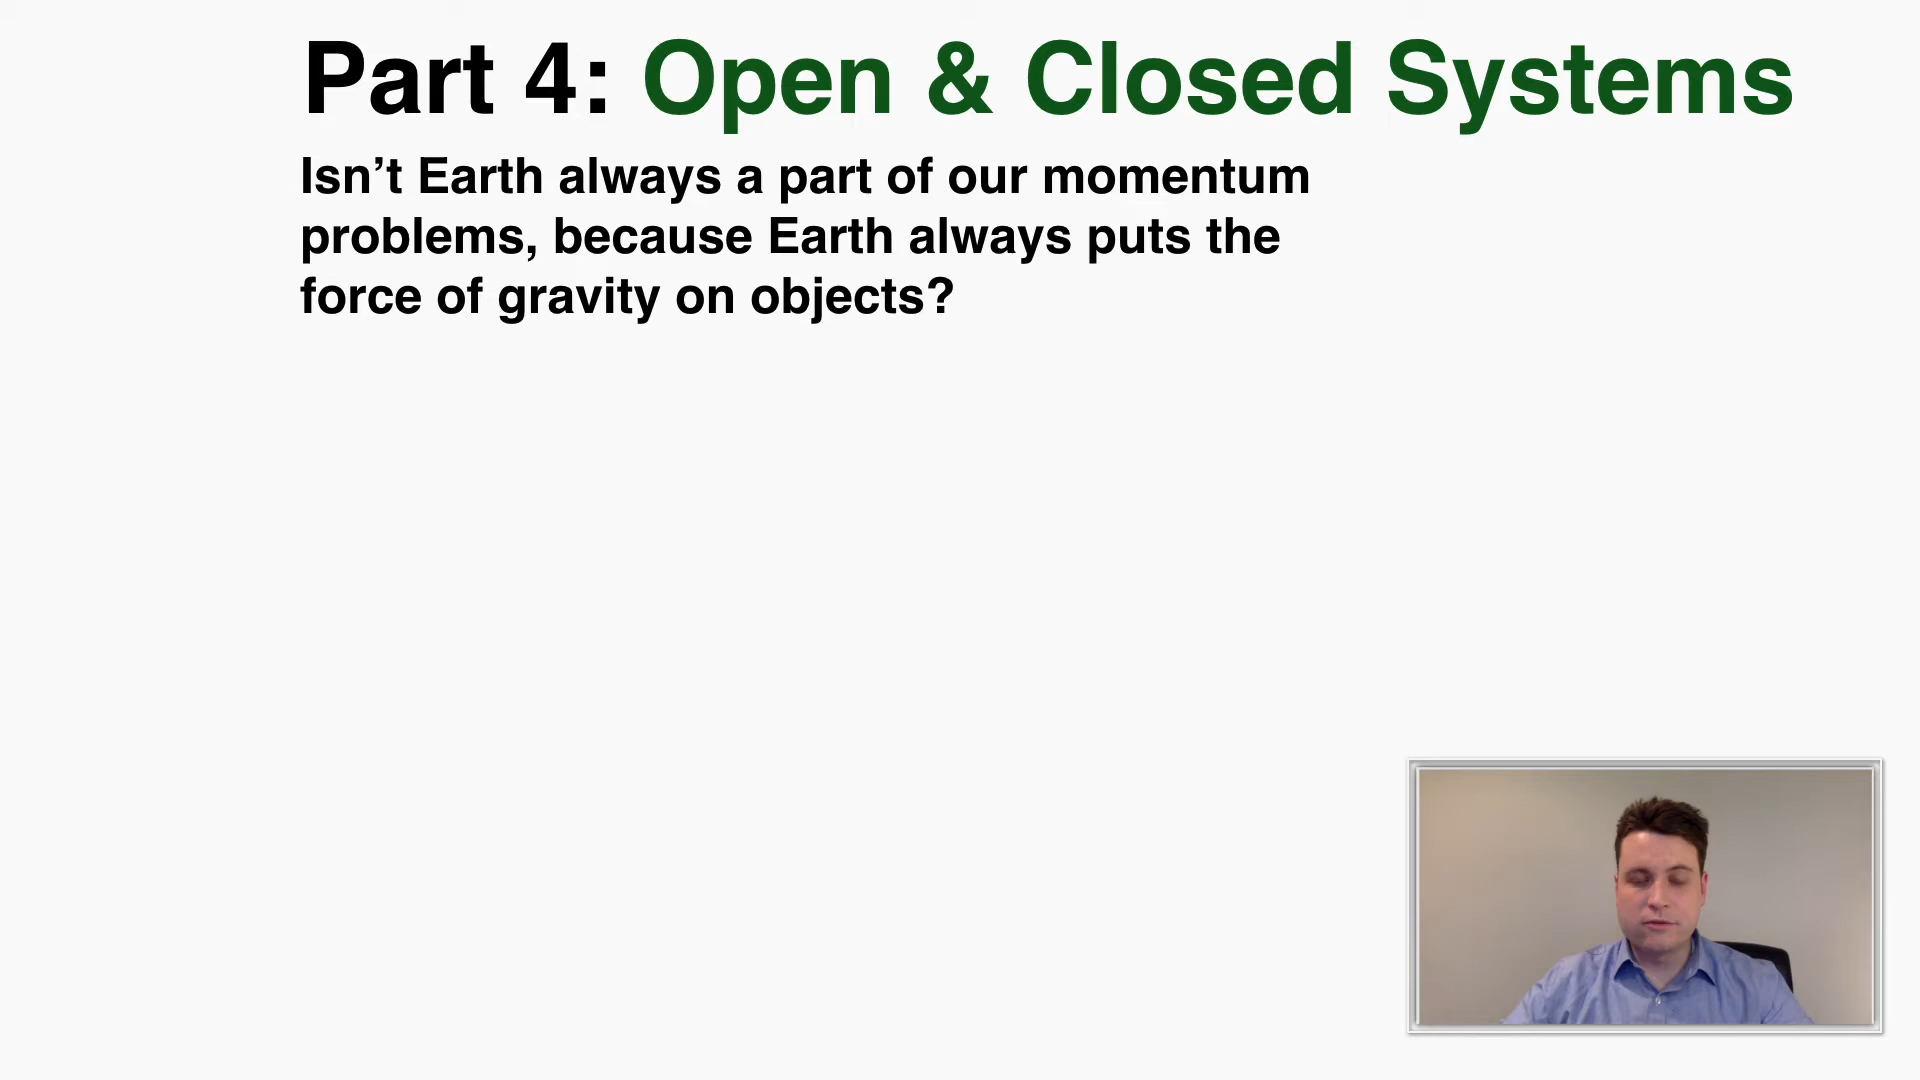 Part 4: Open & Closed Systems
Isn’t Earth always a part of our momentum
problems, because Earth always puts the
force of gravity on objects?